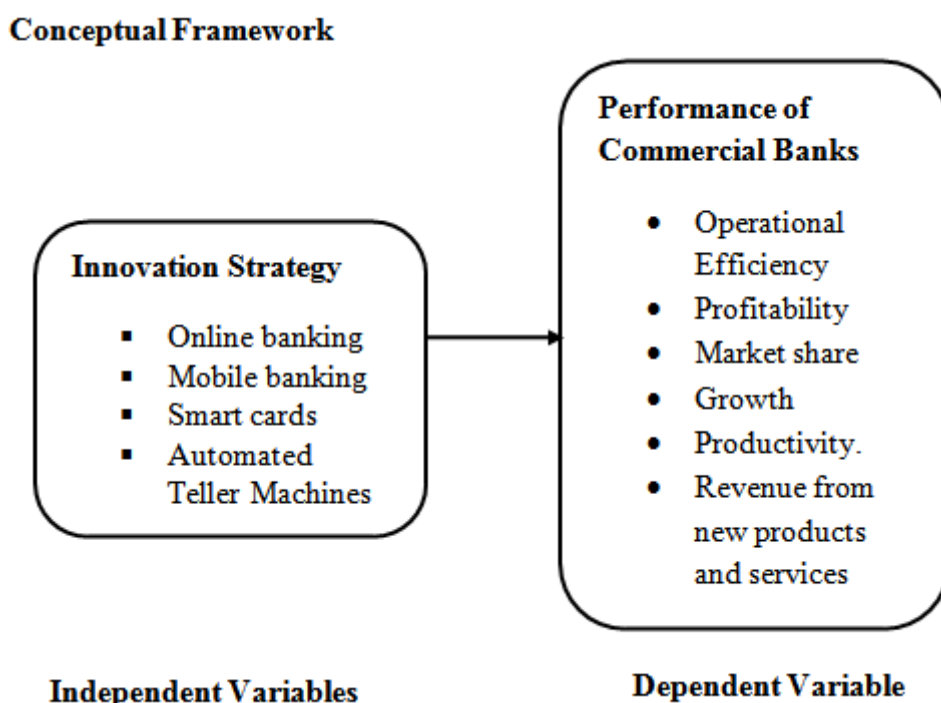 Conceptual Framework
Innovation Strategy
▪ Online banking
▪ Mobile banking
▪ Smart cards
▪ Automated
Teller Machines
Independent Variables
Performance of
Commercial Banks
• Operational
Efficiency
• Profitability
• Market share
• Growth
• Productivity.
• Revenue from
new products
and services
Dependent Variable